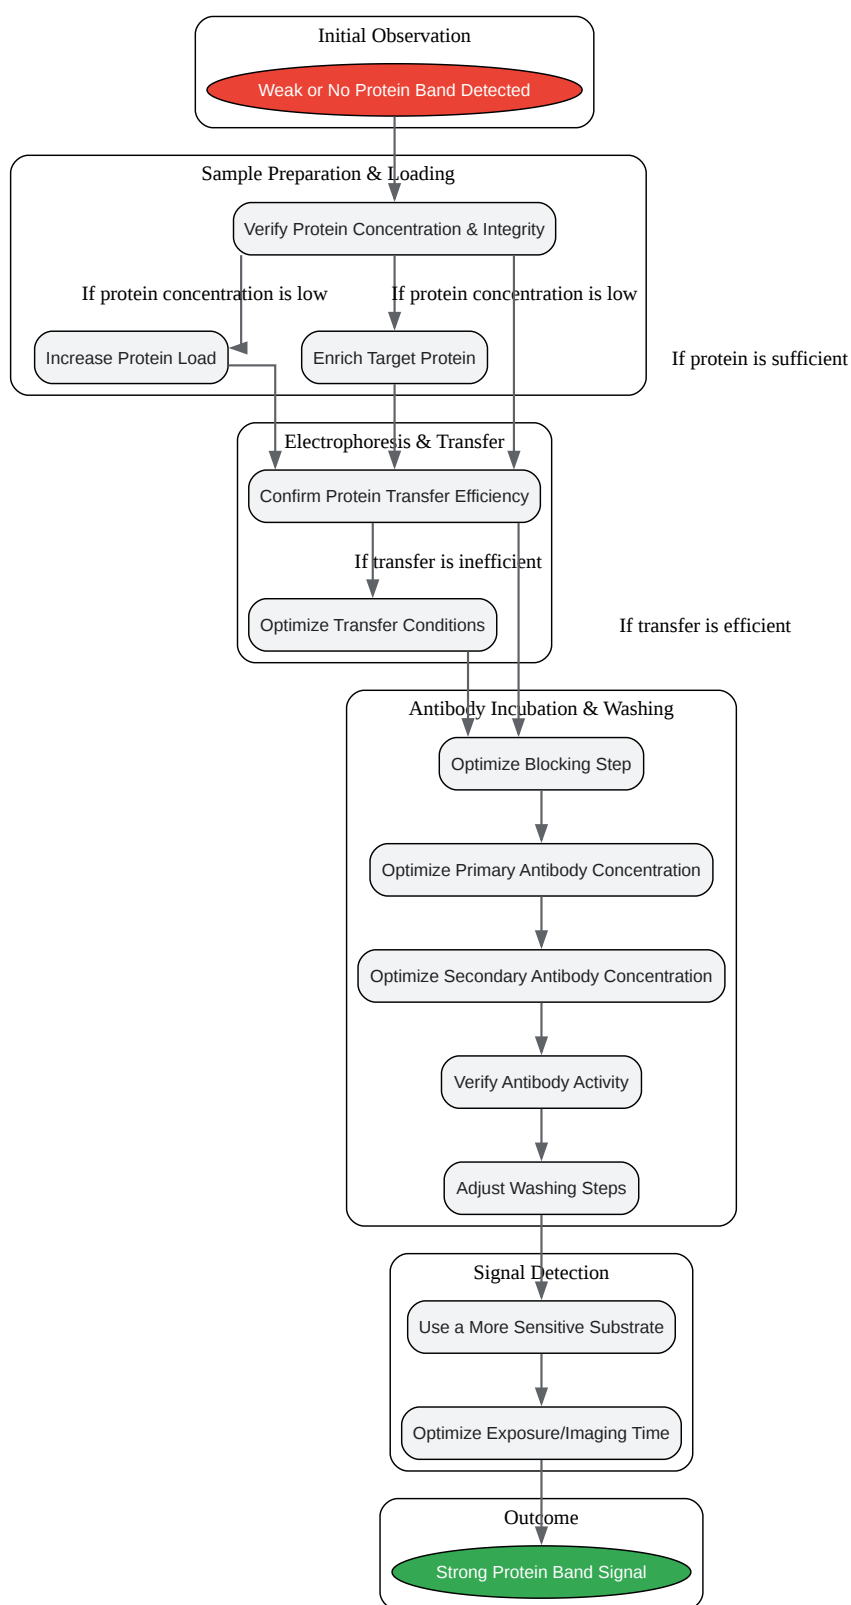 Initial Observation
Weak or No Protein Band Detected
Sample Preparation & Loading
Verify Protein Concentration & Integrity
If protein concentration is low
If protein concentration is low
Increase Protein Load
Enrich Target Protein
If protein is sufficient
Electrophoresis & Transfer
Confirm Protein Transfer Efficiency
If transfer is inefficient
Optimize Transfer Conditions
If transfer is efficient
Antibody Incubation & Washing
Optimize Blocking Step
Optimize Primary Antibody Concentration
Optimize Secondary Antibody Concentration
Verify Antibody Activity
Adjust Washing Steps
Signal Detection
Use a More Sensitive Substrate
Optimize Exposure/Imaging Time
Outcome
Strong Protein Band Signal